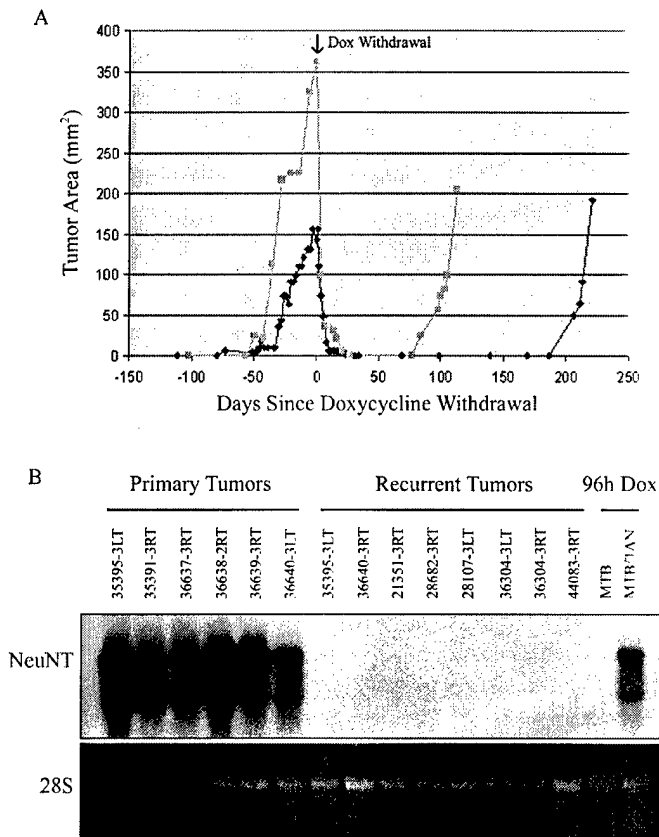 A
Dox Withdrawal
400
350
300
250
200
150
100
50
0
Tumor Area (mm²)
-150 -100 -50 0 50 100 150 200 250
Days Since Doxycycline Withdrawal
B
Primary Tumors Recurrent Tumors 96h Dox
35395-3LT
35391-3RT
36637-3RT
36638-2RT
36639-3RT
36640-3LT
35395-3LT
36640-3RT
21351-3RT
28682-3RT
28107-3LT
36304-3LT
36304-3RT
44083-3RT
MTB
MTB/TAN
NeuNT
28S